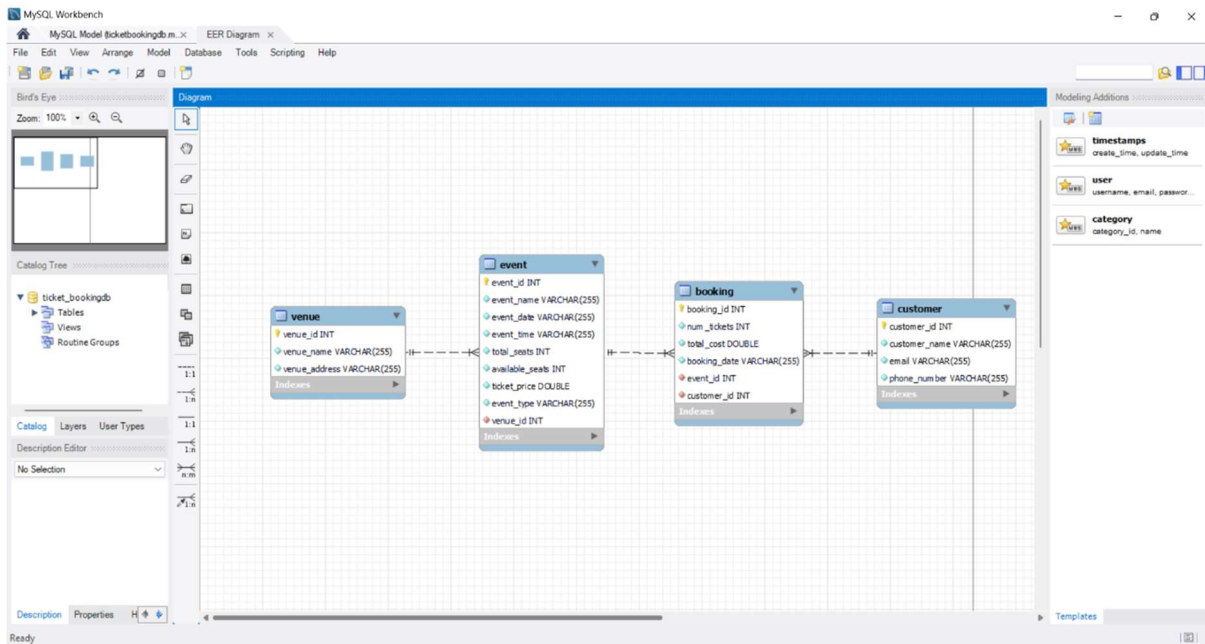 MySQL Workbench
MySQL Model (ticketbookingdb.m...× EER Diagram ×
File Edit View Arrange Model Database Tools Scripting Help
Bird's Eye
Zoom: 100%
Catalog Tree
ticket_bookingdb
Tables
Views
Routine Groups
Catalog Layers User Types
Description Editor
No Selection
Description Properties H
Ready
Diagram
1:1
1:n
1:1
1:n
n:m
1:n
venue
venue_id INT
venue_name VARCHAR(255)
venue_address VARCHAR(255)
Indexes
event
event_id INT
event_name VARCHAR(255)
event_date VARCHAR(255)
event_time VARCHAR(255)
total_seats INT
available_seats INT
ticket_price DOUBLE
event_type VARCHAR(255)
venue_id INT
Indexes
booking
booking_id INT
num_tickets INT
total_cost DOUBLE
booking_date VARCHAR(255)
event_id INT
customer_id INT
Indexes
customer
customer_id INT
customer_name VARCHAR(255)
email VARCHAR(255)
phone_number VARCHAR(255)
Indexes
Modeling Additions
timestamps
create_time, update_time
user
username, email, passwor...
category
category_id, name
Templates